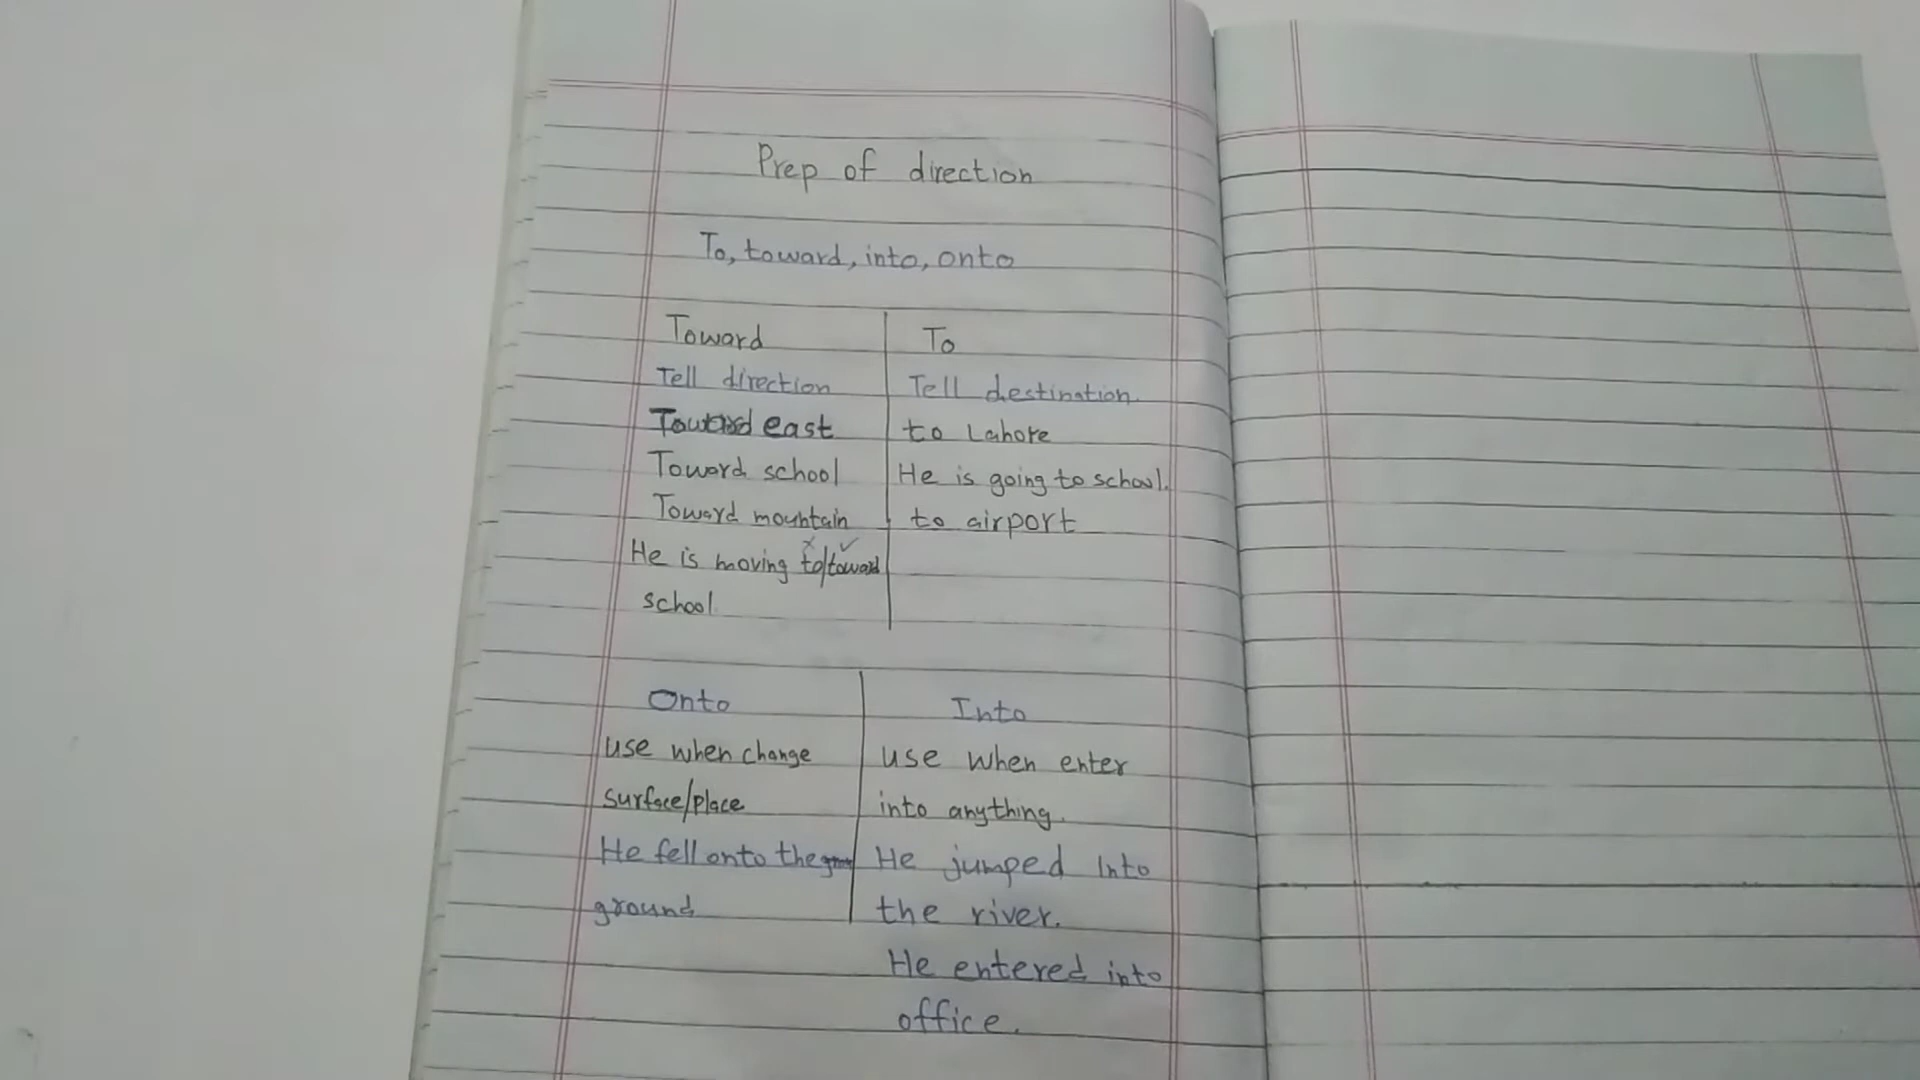 Prep of direction
To, toward, into, onto
Toward
Tell direction
Toward east
Toward school
Toward mountain
He is moving to/toward
school.
To
Tell destination.
to Lahore
He is going to school.
to airport
Onto
use when change
surface/place
He fell onto the
ground
Into
use when enter
into anything.
He jumped into
the river.
He entered into
office.